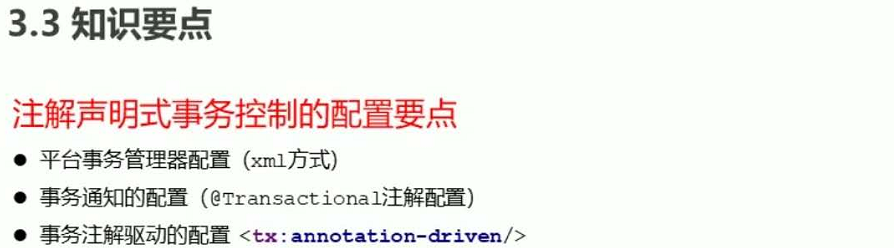 3.3 知识要点
注解声明式事务控制的配置要点
● 平台事务管理器配置（xml方式）
● 事务通知的配置（@Transactional注解配置）
● 事务注解驱动的配置 <tx:annotation-driven/>